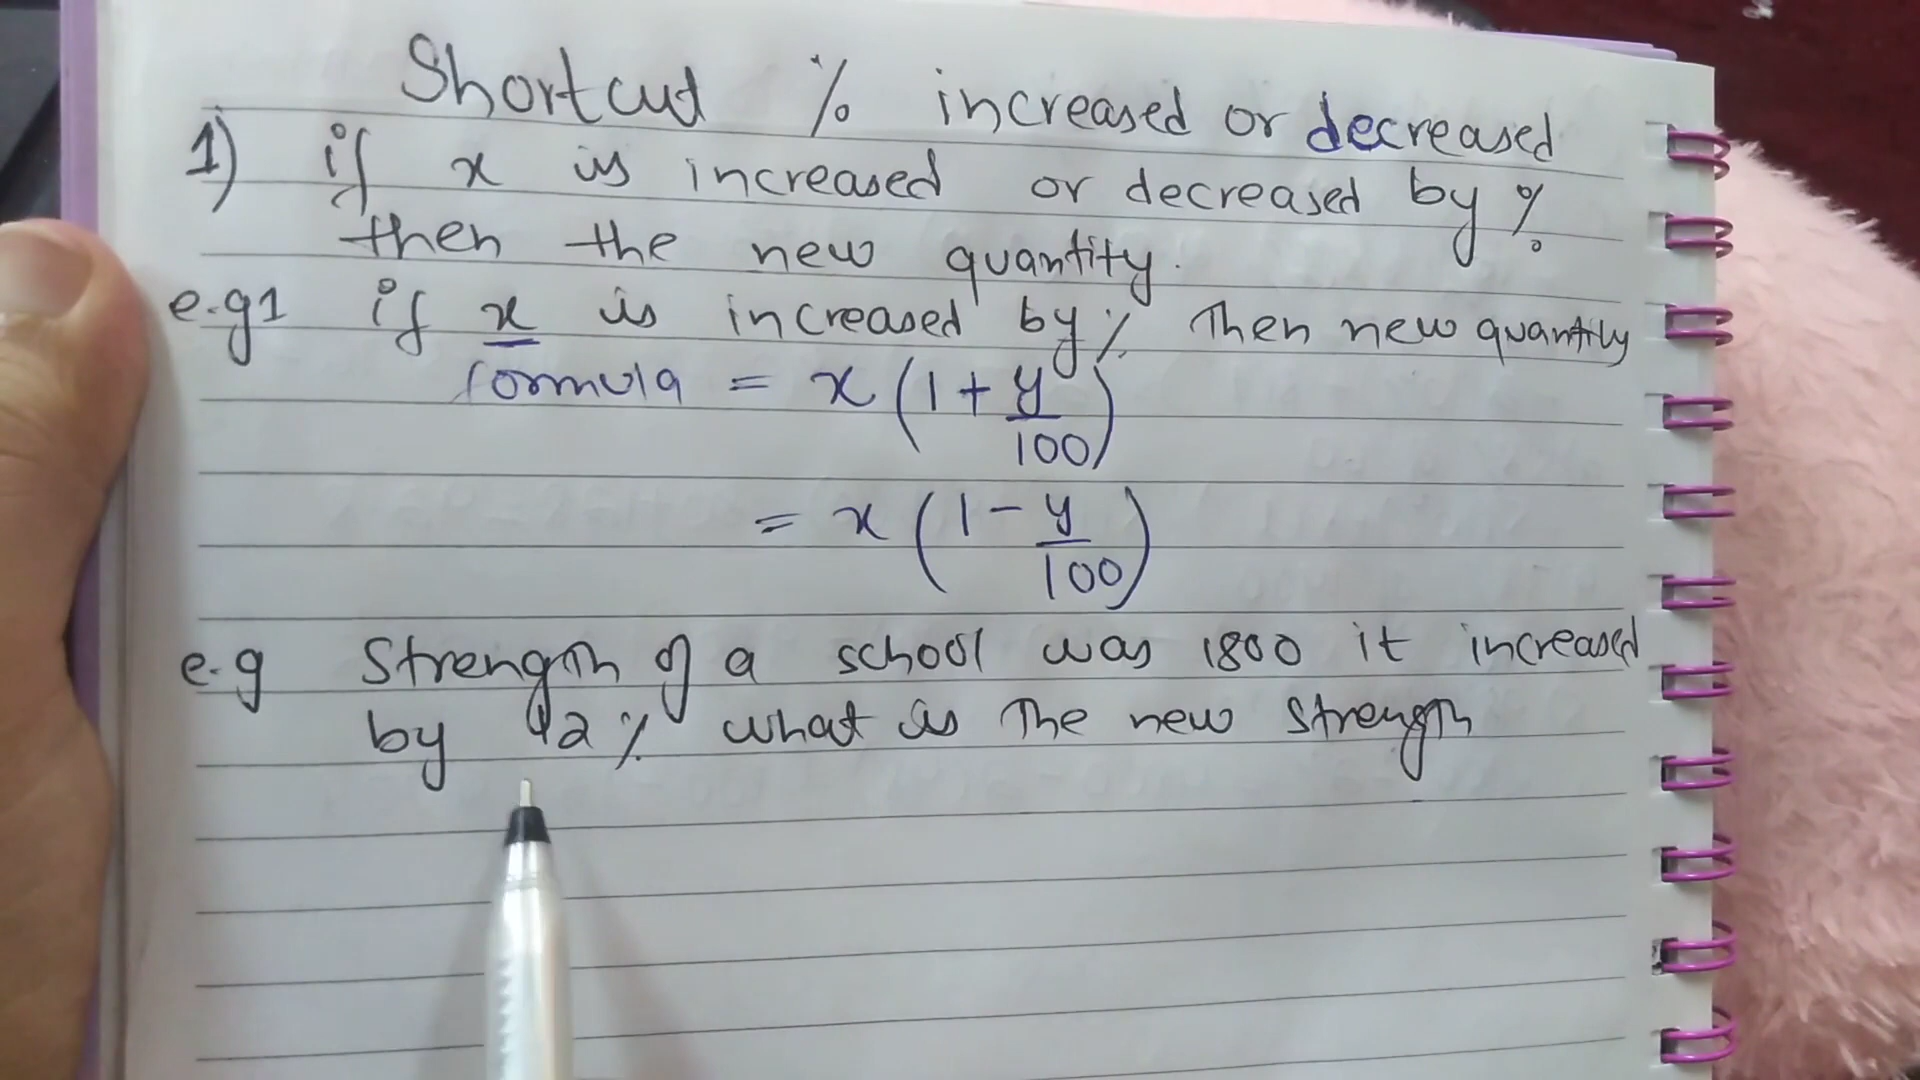 Shortcut % increased or decreased
1) if x is increased or decreased by %
then the new quantity.
e.g1 if x is increased by % Then new quantity
formula = x(1+y/100)
= x(1-y/100)
e.g Strength of a school was 1800 it increased
by 42% what is The new strength